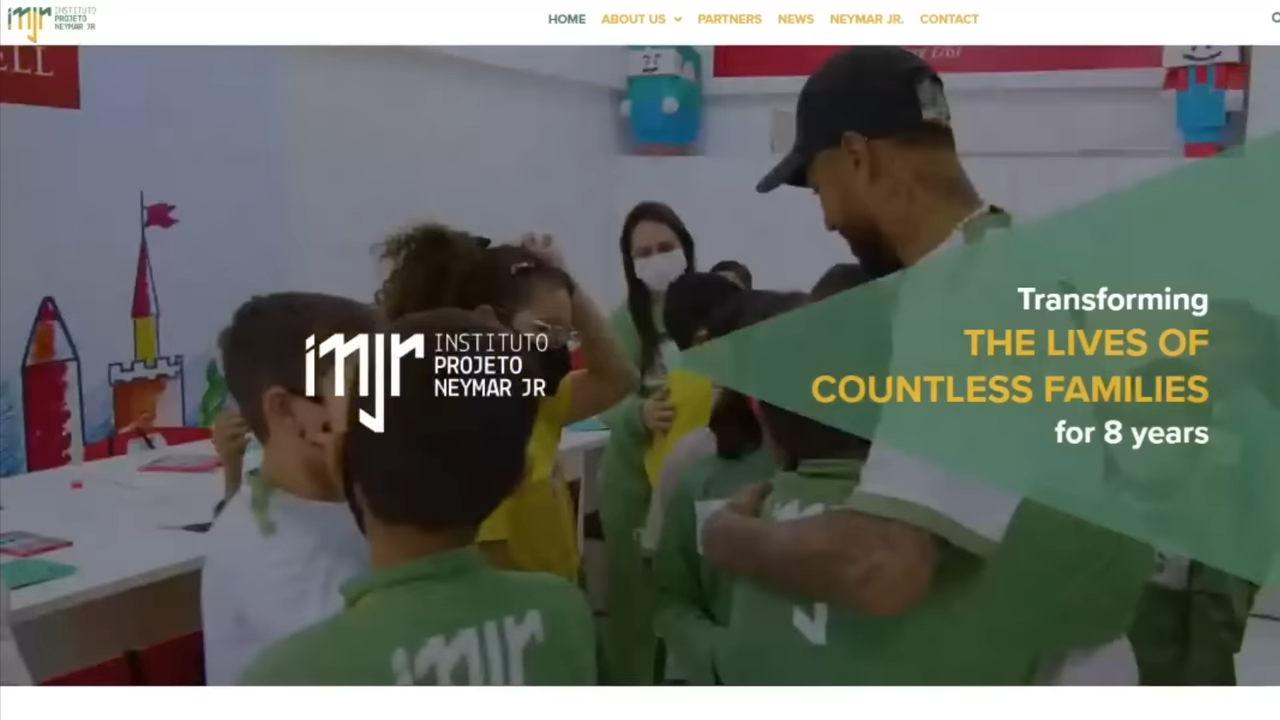 INSTITUTO
PROJETO
NEYMAR JR
HOME ABOUT US PARTNERS NEWS NEYMAR JR. CONTACT
ELL
INSTITUTO
PROJETO
NEYMAR JR
Transforming
THE LIVES OF
COUNTLESS FAMILIES
for 8 years